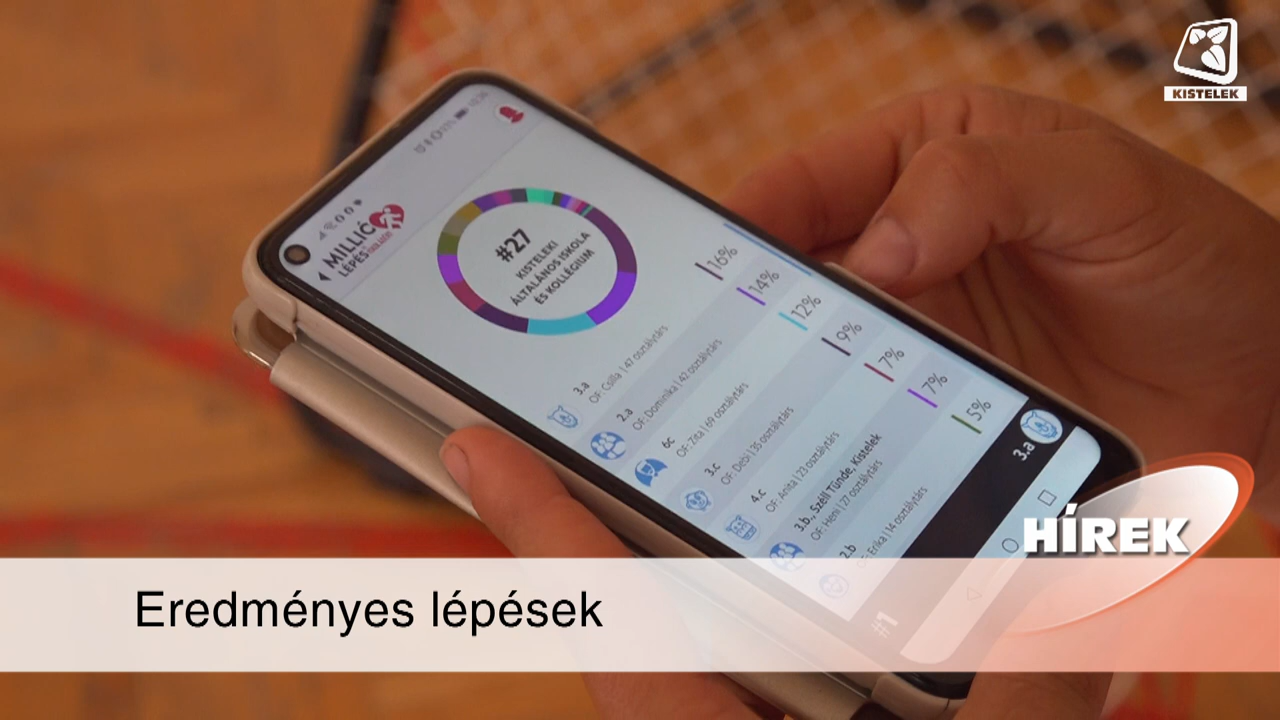 KISTELEK
MILLIÓ
LÉPÉS
#27
KISTELEKI
ÁLTALÁNOS ISKOLA
ÉS KOLLÉGIUM
3.a
OF: Csilla | 47 osztálytárs
16%
2.a
OF: Dominika | 42 osztálytárs
14%
6c
OF: Zita | 69 osztálytárs
12%
3.c
OF: Debi | 35 osztálytárs
9%
4.c
OF: Anita | 23 osztálytárs
7%
3.b., Széll Tünde, Kistelek
OF: Heni | 27 osztálytárs
7%
2.b
OF: Erika | 14 osztálytárs
5%
#1
3.a
HÍREK
Eredményes lépések